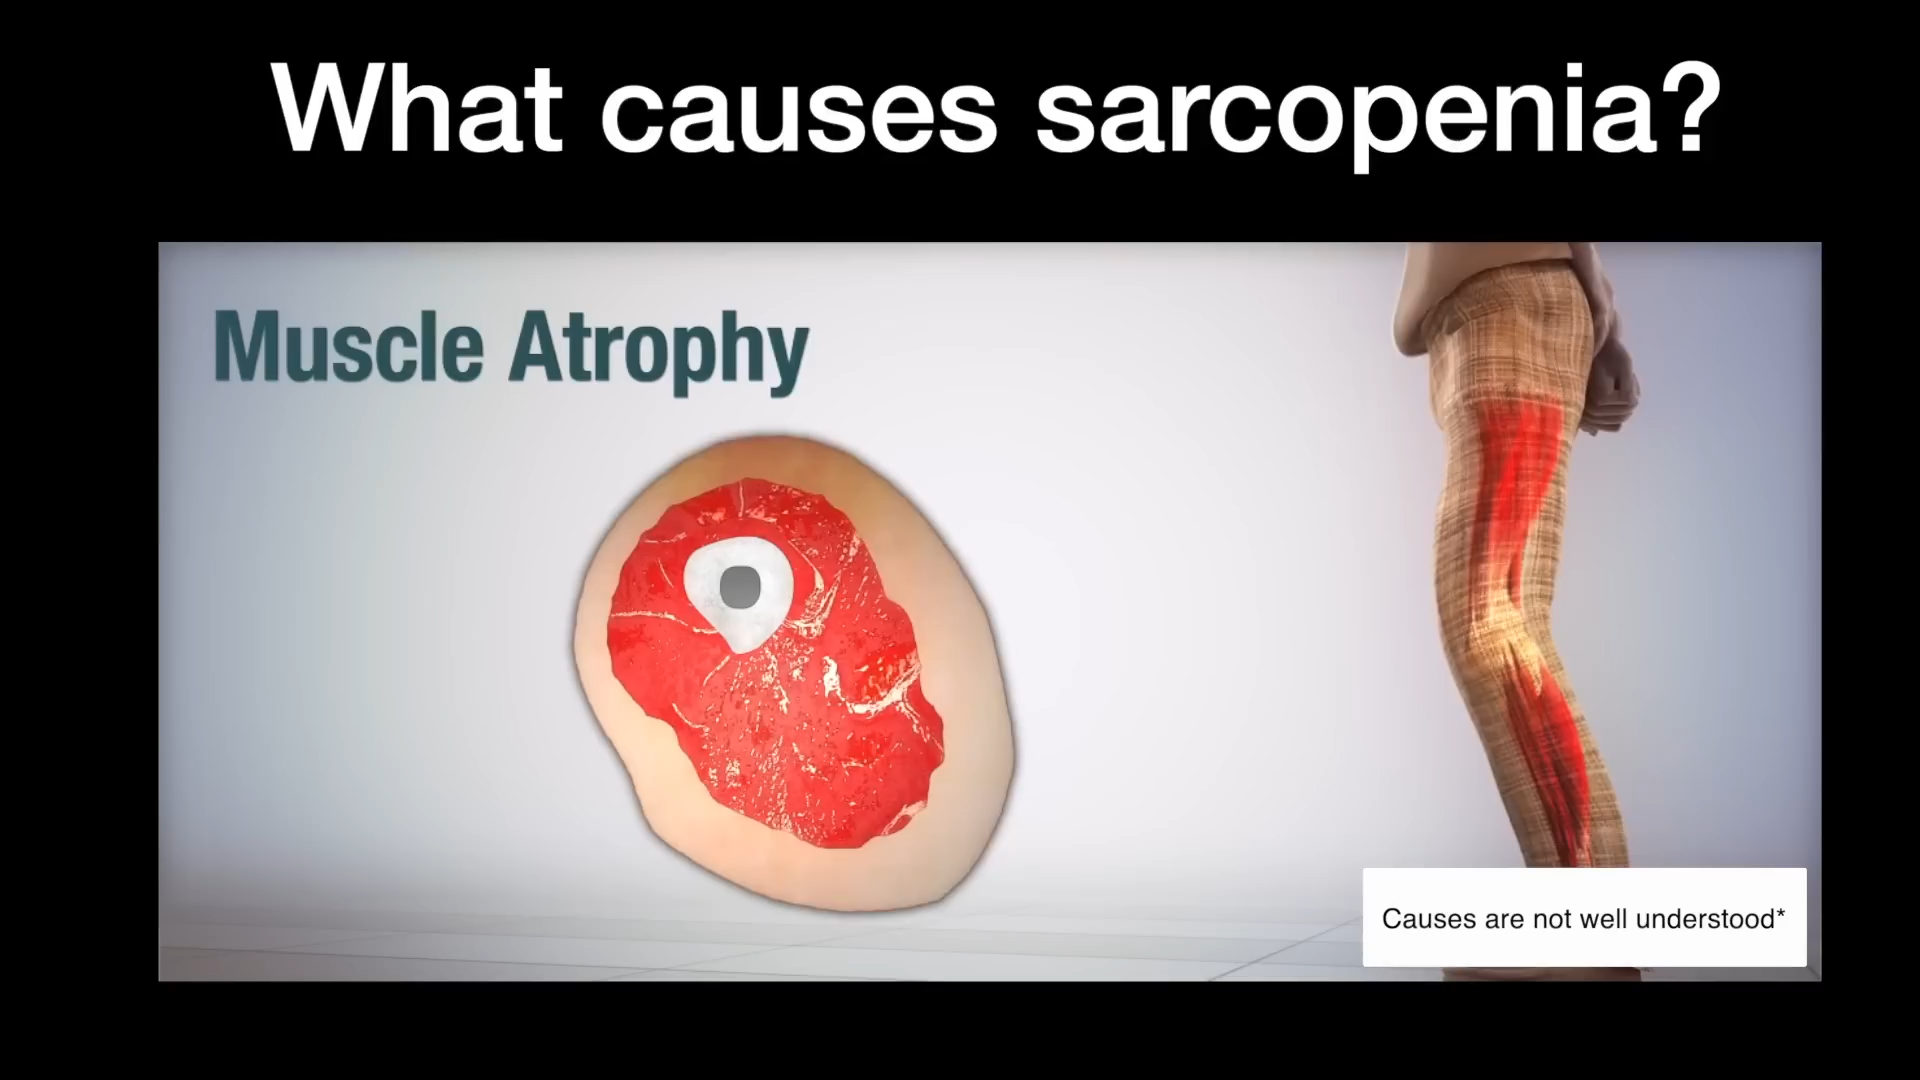 What causes sarcopenia?
Muscle Atrophy
Causes are not well understood*